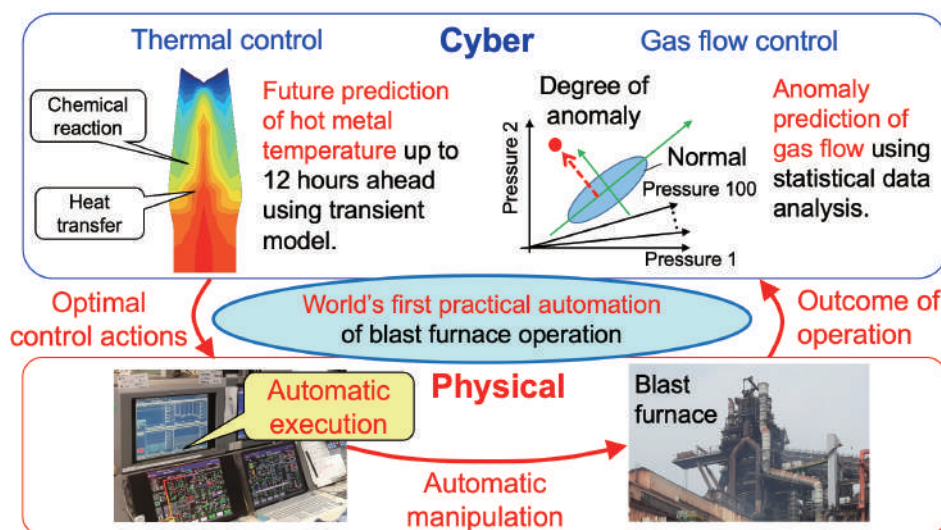 Thermal control
Cyber
Gas flow control
Chemical
reaction
Heat
transfer
Future prediction
of hot metal
temperature up to
12 hours ahead
using transient
model.
Degree of
anomaly
Pressure 2
Normal
Pressure 100
Pressure 1
Anomaly
prediction of
gas flow using
statistical data
analysis.
Optimal
control actions
World's first practical automation
of blast furnace operation
Outcome of
operation
Physical
Automatic
execution
Blast
furnace
Automatic
manipulation